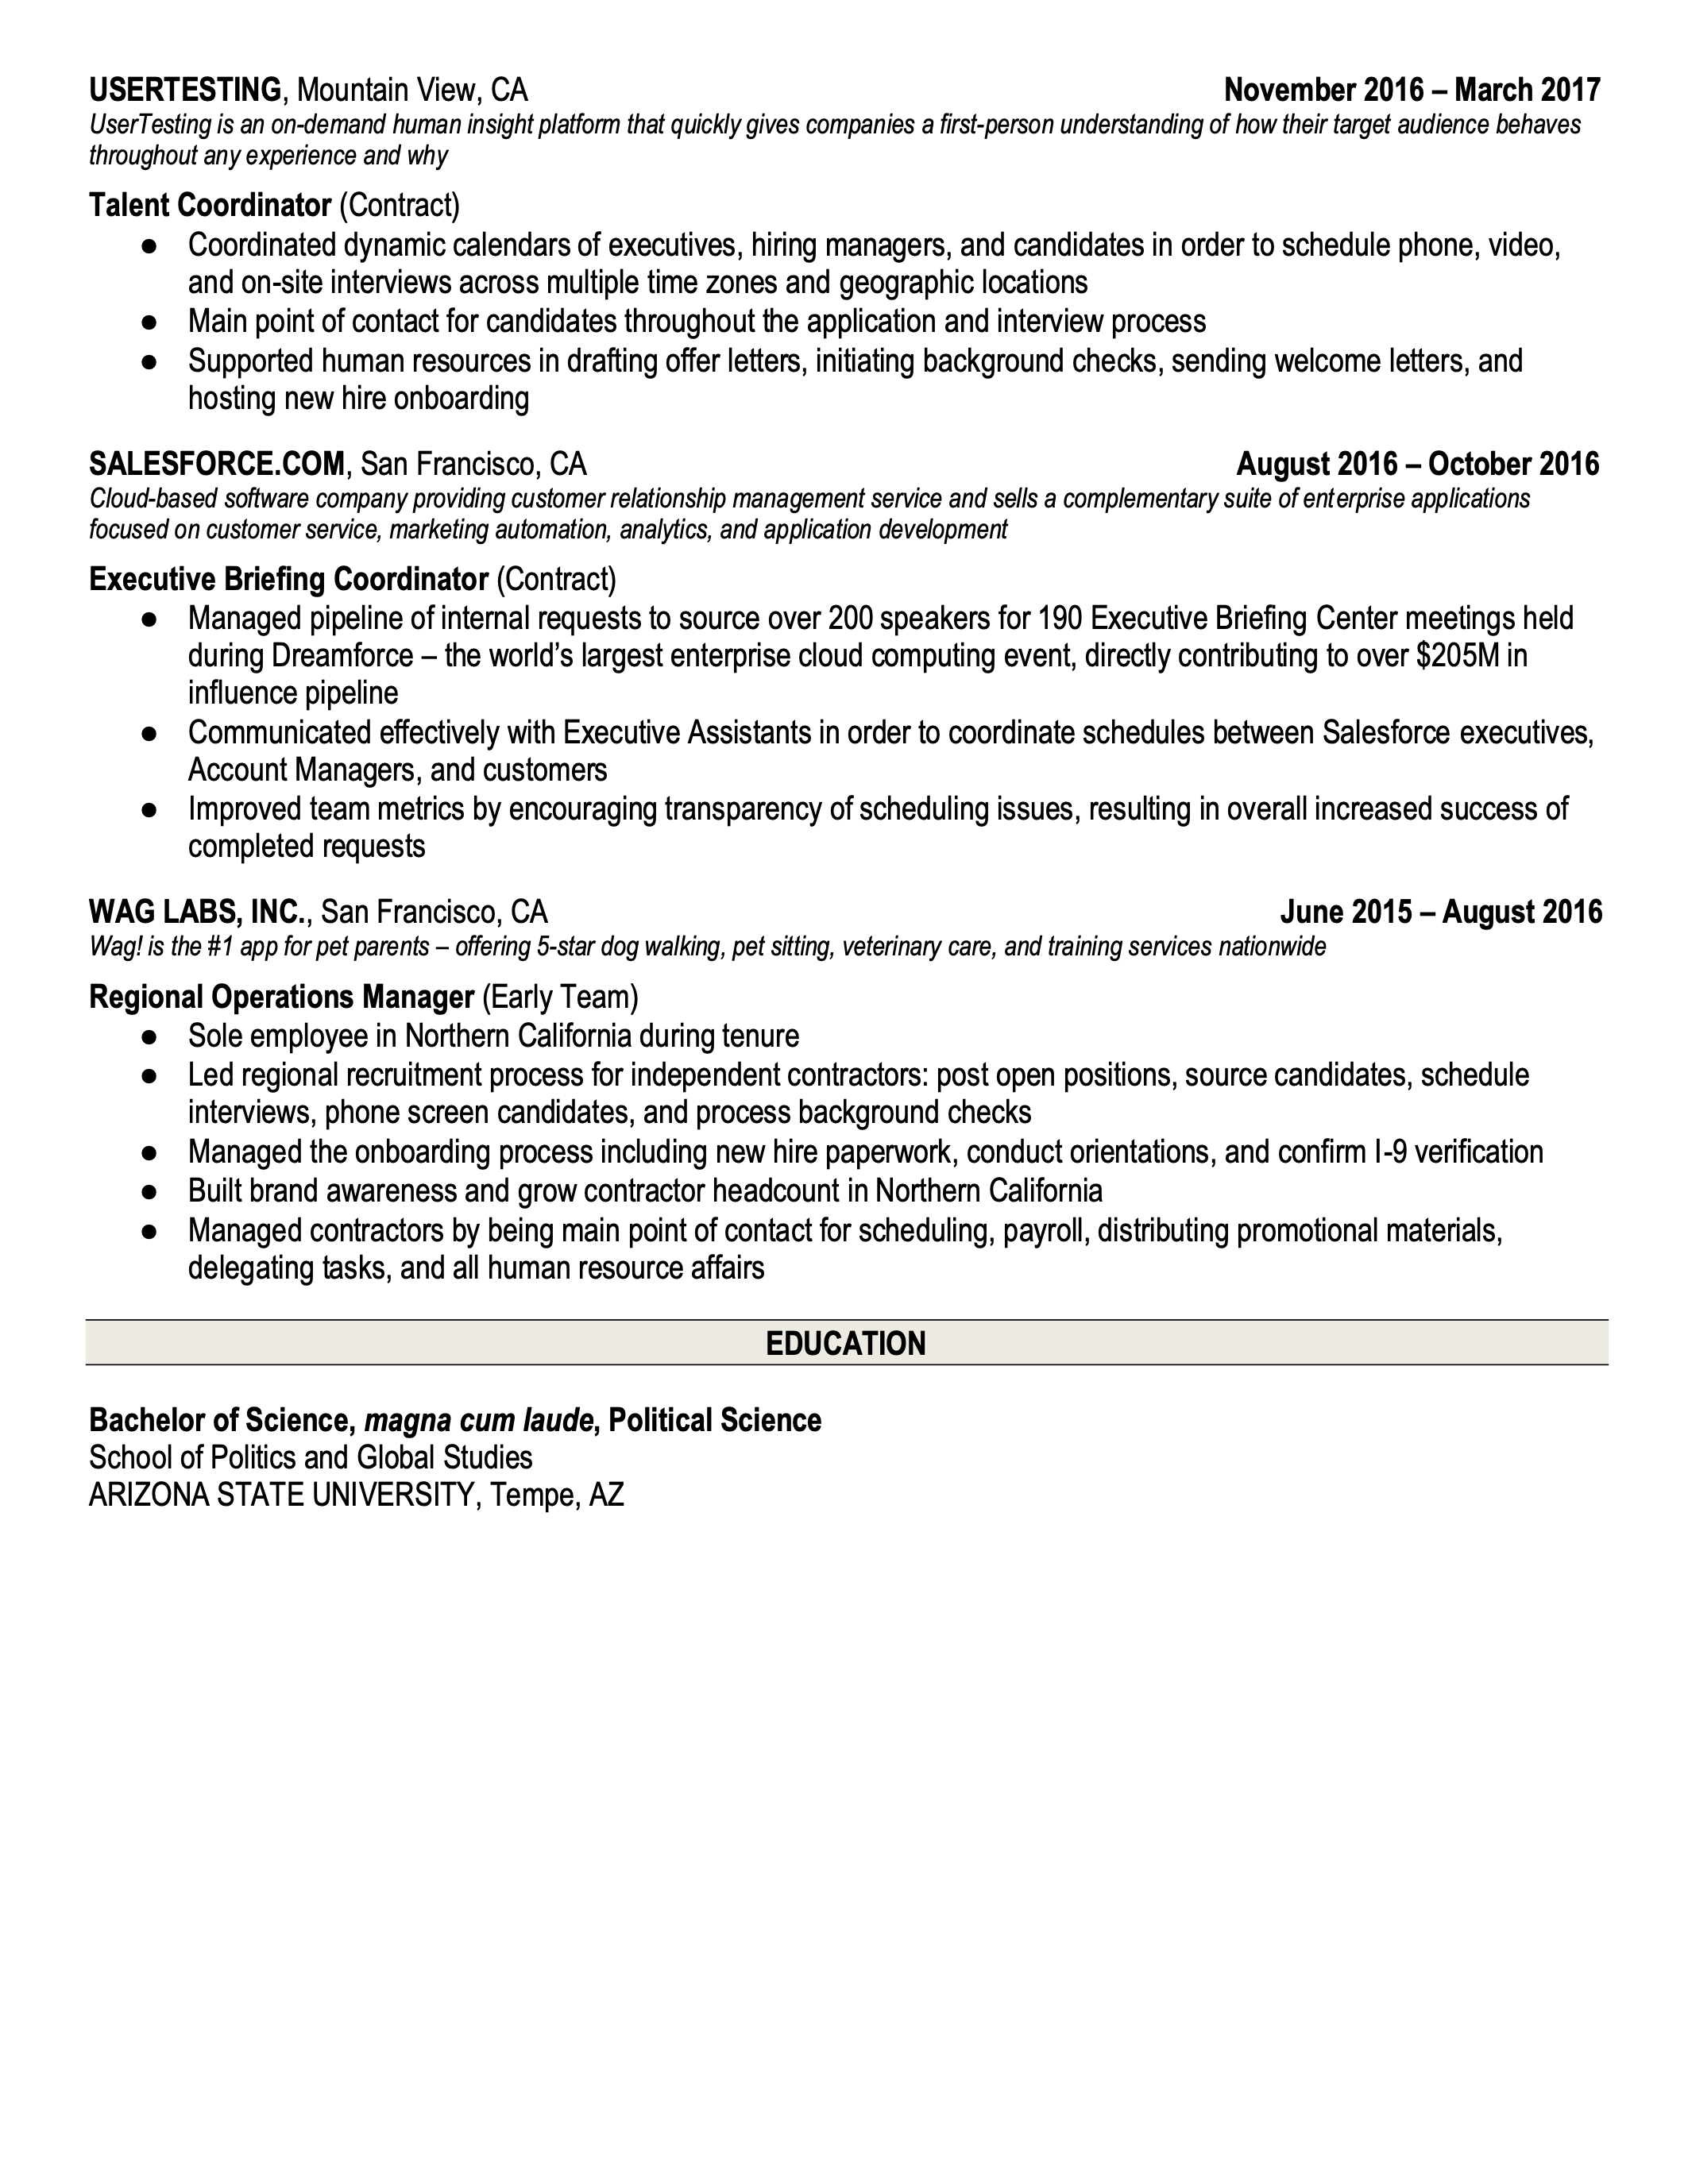 USERTESTING, Mountain View, CA November 2016 – March 2017
UserTesting is an on-demand human insight platform that quickly gives companies a first-person understanding of how their target audience behaves
throughout any experience and why
Talent Coordinator (Contract)
● Coordinated dynamic calendars of executives, hiring managers, and candidates in order to schedule phone, video,
and on-site interviews across multiple time zones and geographic locations
● Main point of contact for candidates throughout the application and interview process
● Supported human resources in drafting offer letters, initiating background checks, sending welcome letters, and
hosting new hire onboarding
SALESFORCE.COM, San Francisco, CA August 2016 – October 2016
Cloud-based software company providing customer relationship management service and sells a complementary suite of enterprise applications
focused on customer service, marketing automation, analytics, and application development
Executive Briefing Coordinator (Contract)
● Managed pipeline of internal requests to source over 200 speakers for 190 Executive Briefing Center meetings held
during Dreamforce – the world’s largest enterprise cloud computing event, directly contributing to over $205M in
influence pipeline
● Communicated effectively with Executive Assistants in order to coordinate schedules between Salesforce executives,
Account Managers, and customers
● Improved team metrics by encouraging transparency of scheduling issues, resulting in overall increased success of
completed requests
WAG LABS, INC., San Francisco, CA June 2015 – August 2016
Wag! is the #1 app for pet parents – offering 5-star dog walking, pet sitting, veterinary care, and training services nationwide
Regional Operations Manager (Early Team)
● Sole employee in Northern California during tenure
● Led regional recruitment process for independent contractors: post open positions, source candidates, schedule
interviews, phone screen candidates, and process background checks
● Managed the onboarding process including new hire paperwork, conduct orientations, and confirm I-9 verification
● Built brand awareness and grow contractor headcount in Northern California
● Managed contractors by being main point of contact for scheduling, payroll, distributing promotional materials,
delegating tasks, and all human resource affairs
EDUCATION
Bachelor of Science, magna cum laude, Political Science
School of Politics and Global Studies
ARIZONA STATE UNIVERSITY, Tempe, AZ